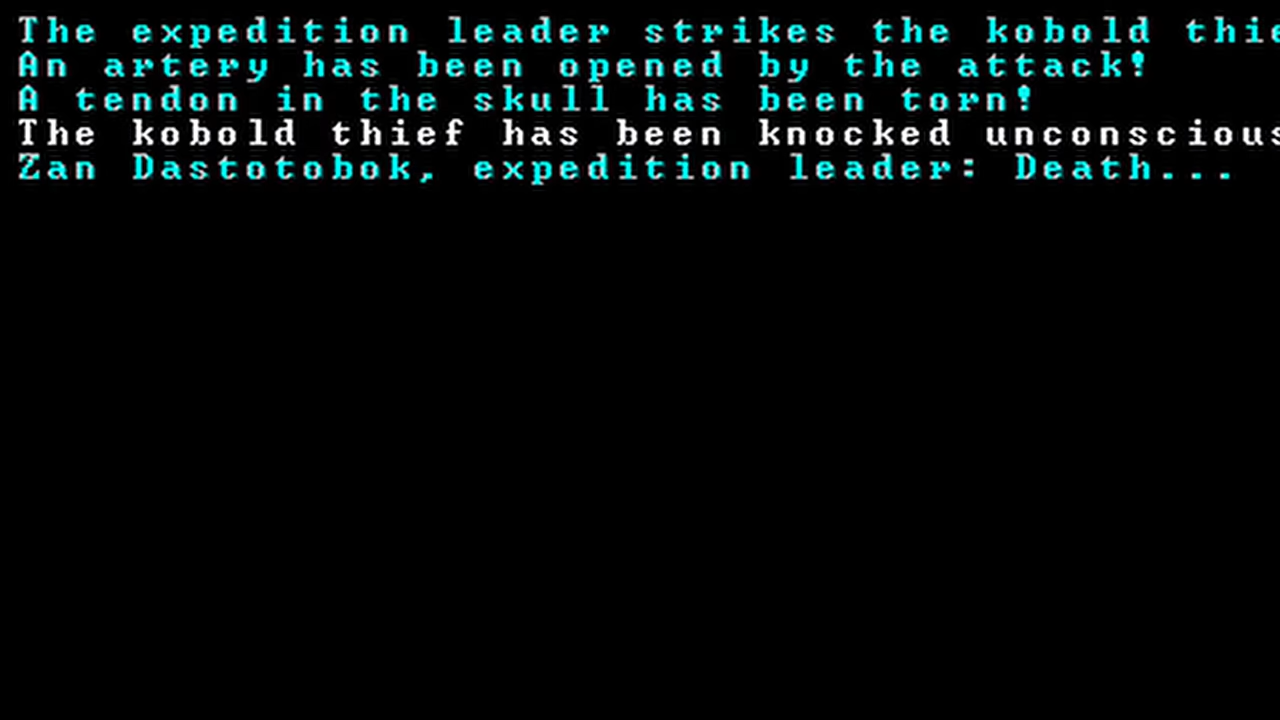 The expedition leader strikes the kobold thie
An artery has been opened by the attack!
A tendon in the skull has been torn!
The kobold thief has been knocked unconscious
Zan Dastotobok, expedition leader: Death...